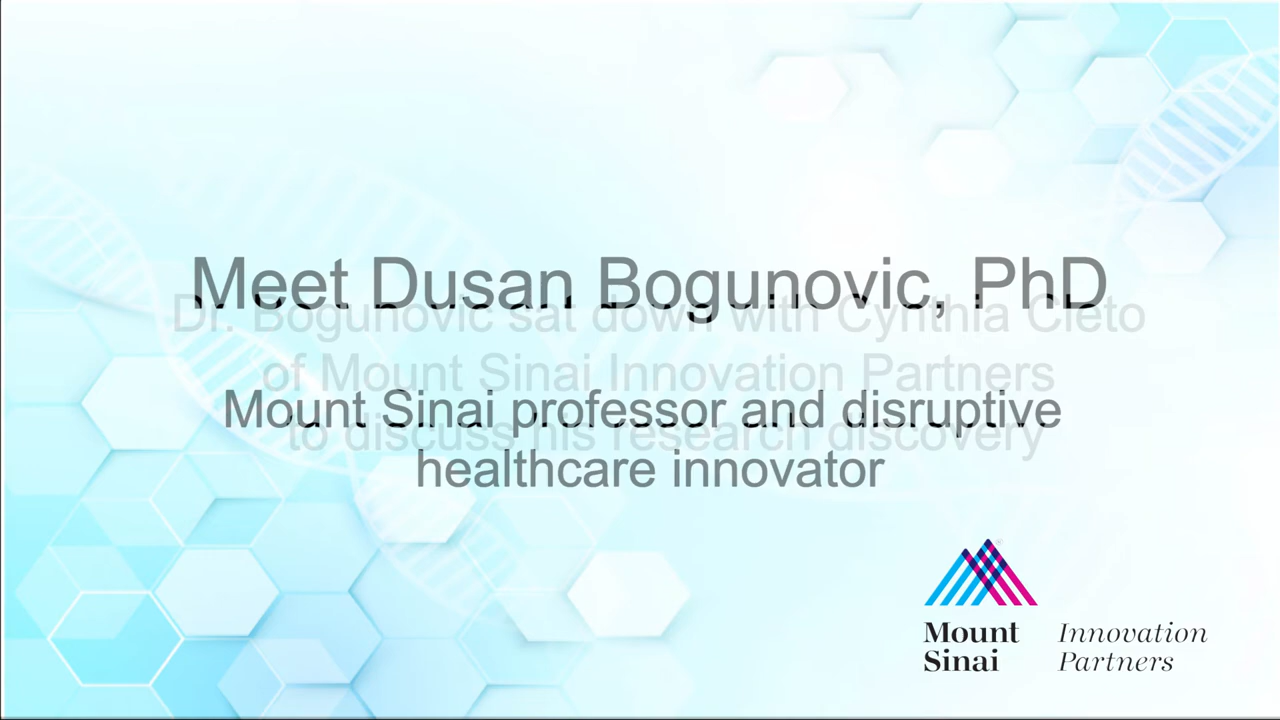 Meet Dusan Bogunovic, PhD
Dr. Bogunovic sat down with Cynthia Cleto
of Mount Sinai Innovation Partners
Mount Sinai professor and disruptive
to discuss his research discovery
healthcare innovator
Mount
Sinai
Innovation
Partners